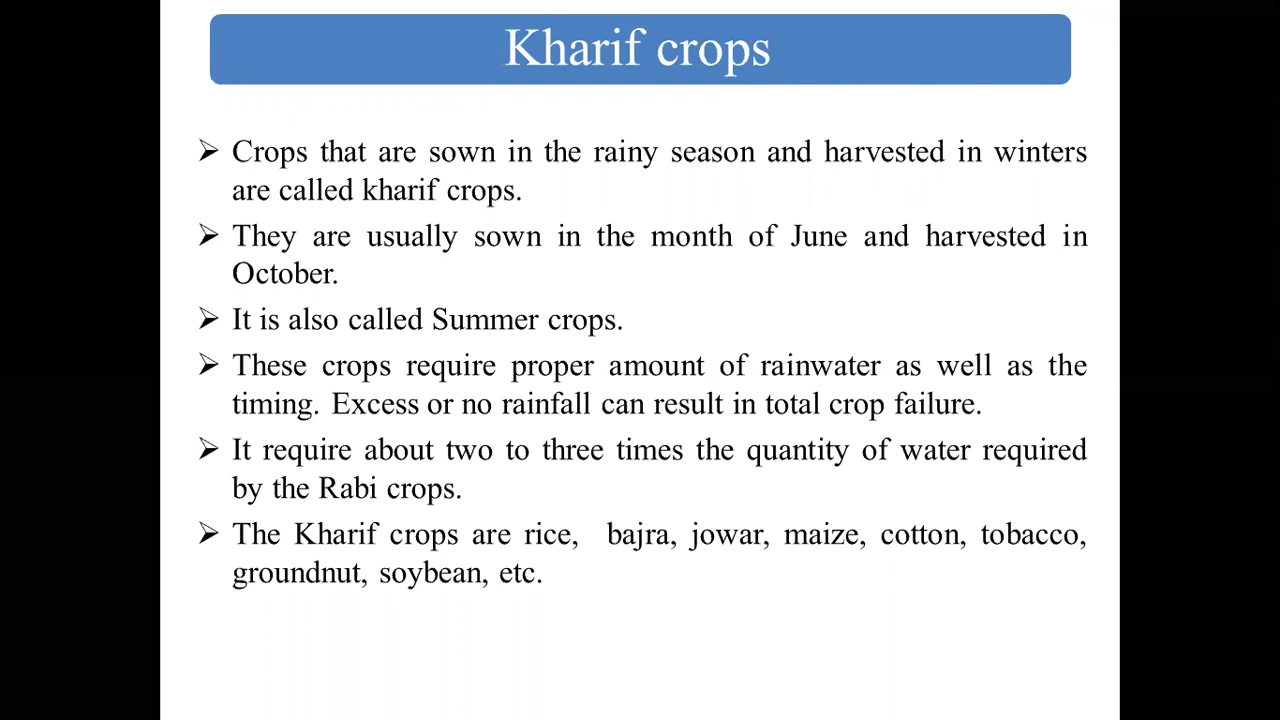 Kharif crops
➢ Crops that are sown in the rainy season and harvested in winters
are called kharif crops.
➢ They are usually sown in the month of June and harvested in
October.
➢ It is also called Summer crops.
➢ These crops require proper amount of rainwater as well as the
timing. Excess or no rainfall can result in total crop failure.
➢ It require about two to three times the quantity of water required
by the Rabi crops.
➢ The Kharif crops are rice, bajra, jowar, maize, cotton, tobacco,
groundnut, soybean, etc.